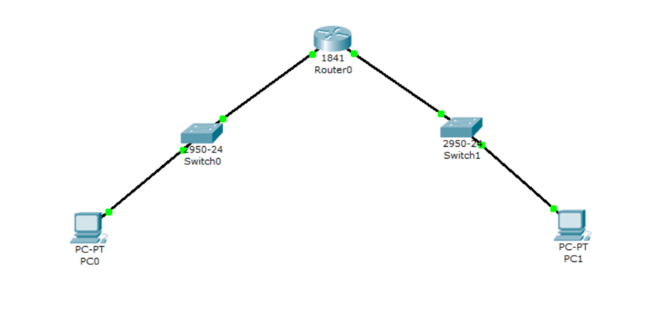 1841
Router0
2950-24
Switch0
2950-24
Switch1
PC-PT
PC0
PC-PT
PC1